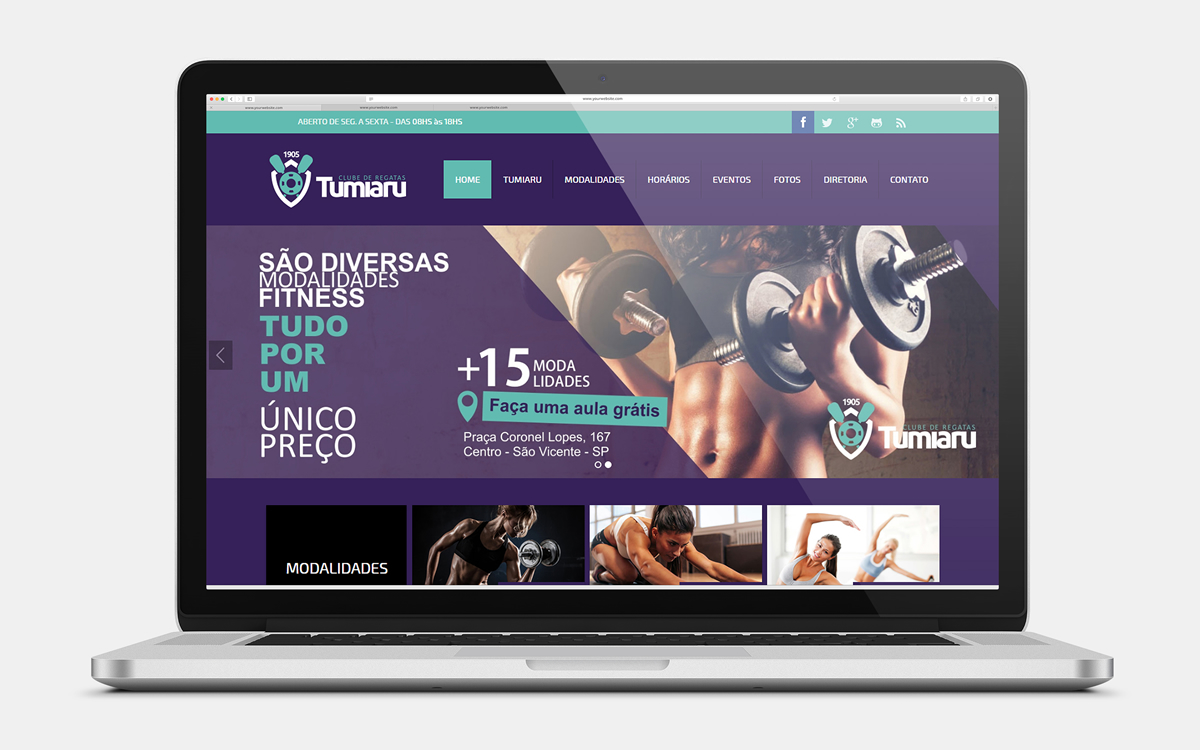 www.yourwebsite.com
www.yourwebsite.com
www.yourwebsite.com
www.yourwebsite.com
ABERTO DE SEG. A SEXTA - DAS 08HS às 18HS
f
g+
1905
CLUBE DE REGATAS
Tumiaru
HOME
TUMIARU
MODALIDADES
HORÁRIOS
EVENTOS
FOTOS
DIRETORIA
CONTATO
SÃO DIVERSAS
MODALIDADES
FITNESS
TUDO
POR
UM
ÚNICO
PREÇO
+15 MODA
LIDADES
Faça uma aula grátis
Praça Coronel Lopes, 167
Centro - São Vicente - SP
1905
CLUBE DE REGATAS
Tumiaru
MODALIDADES